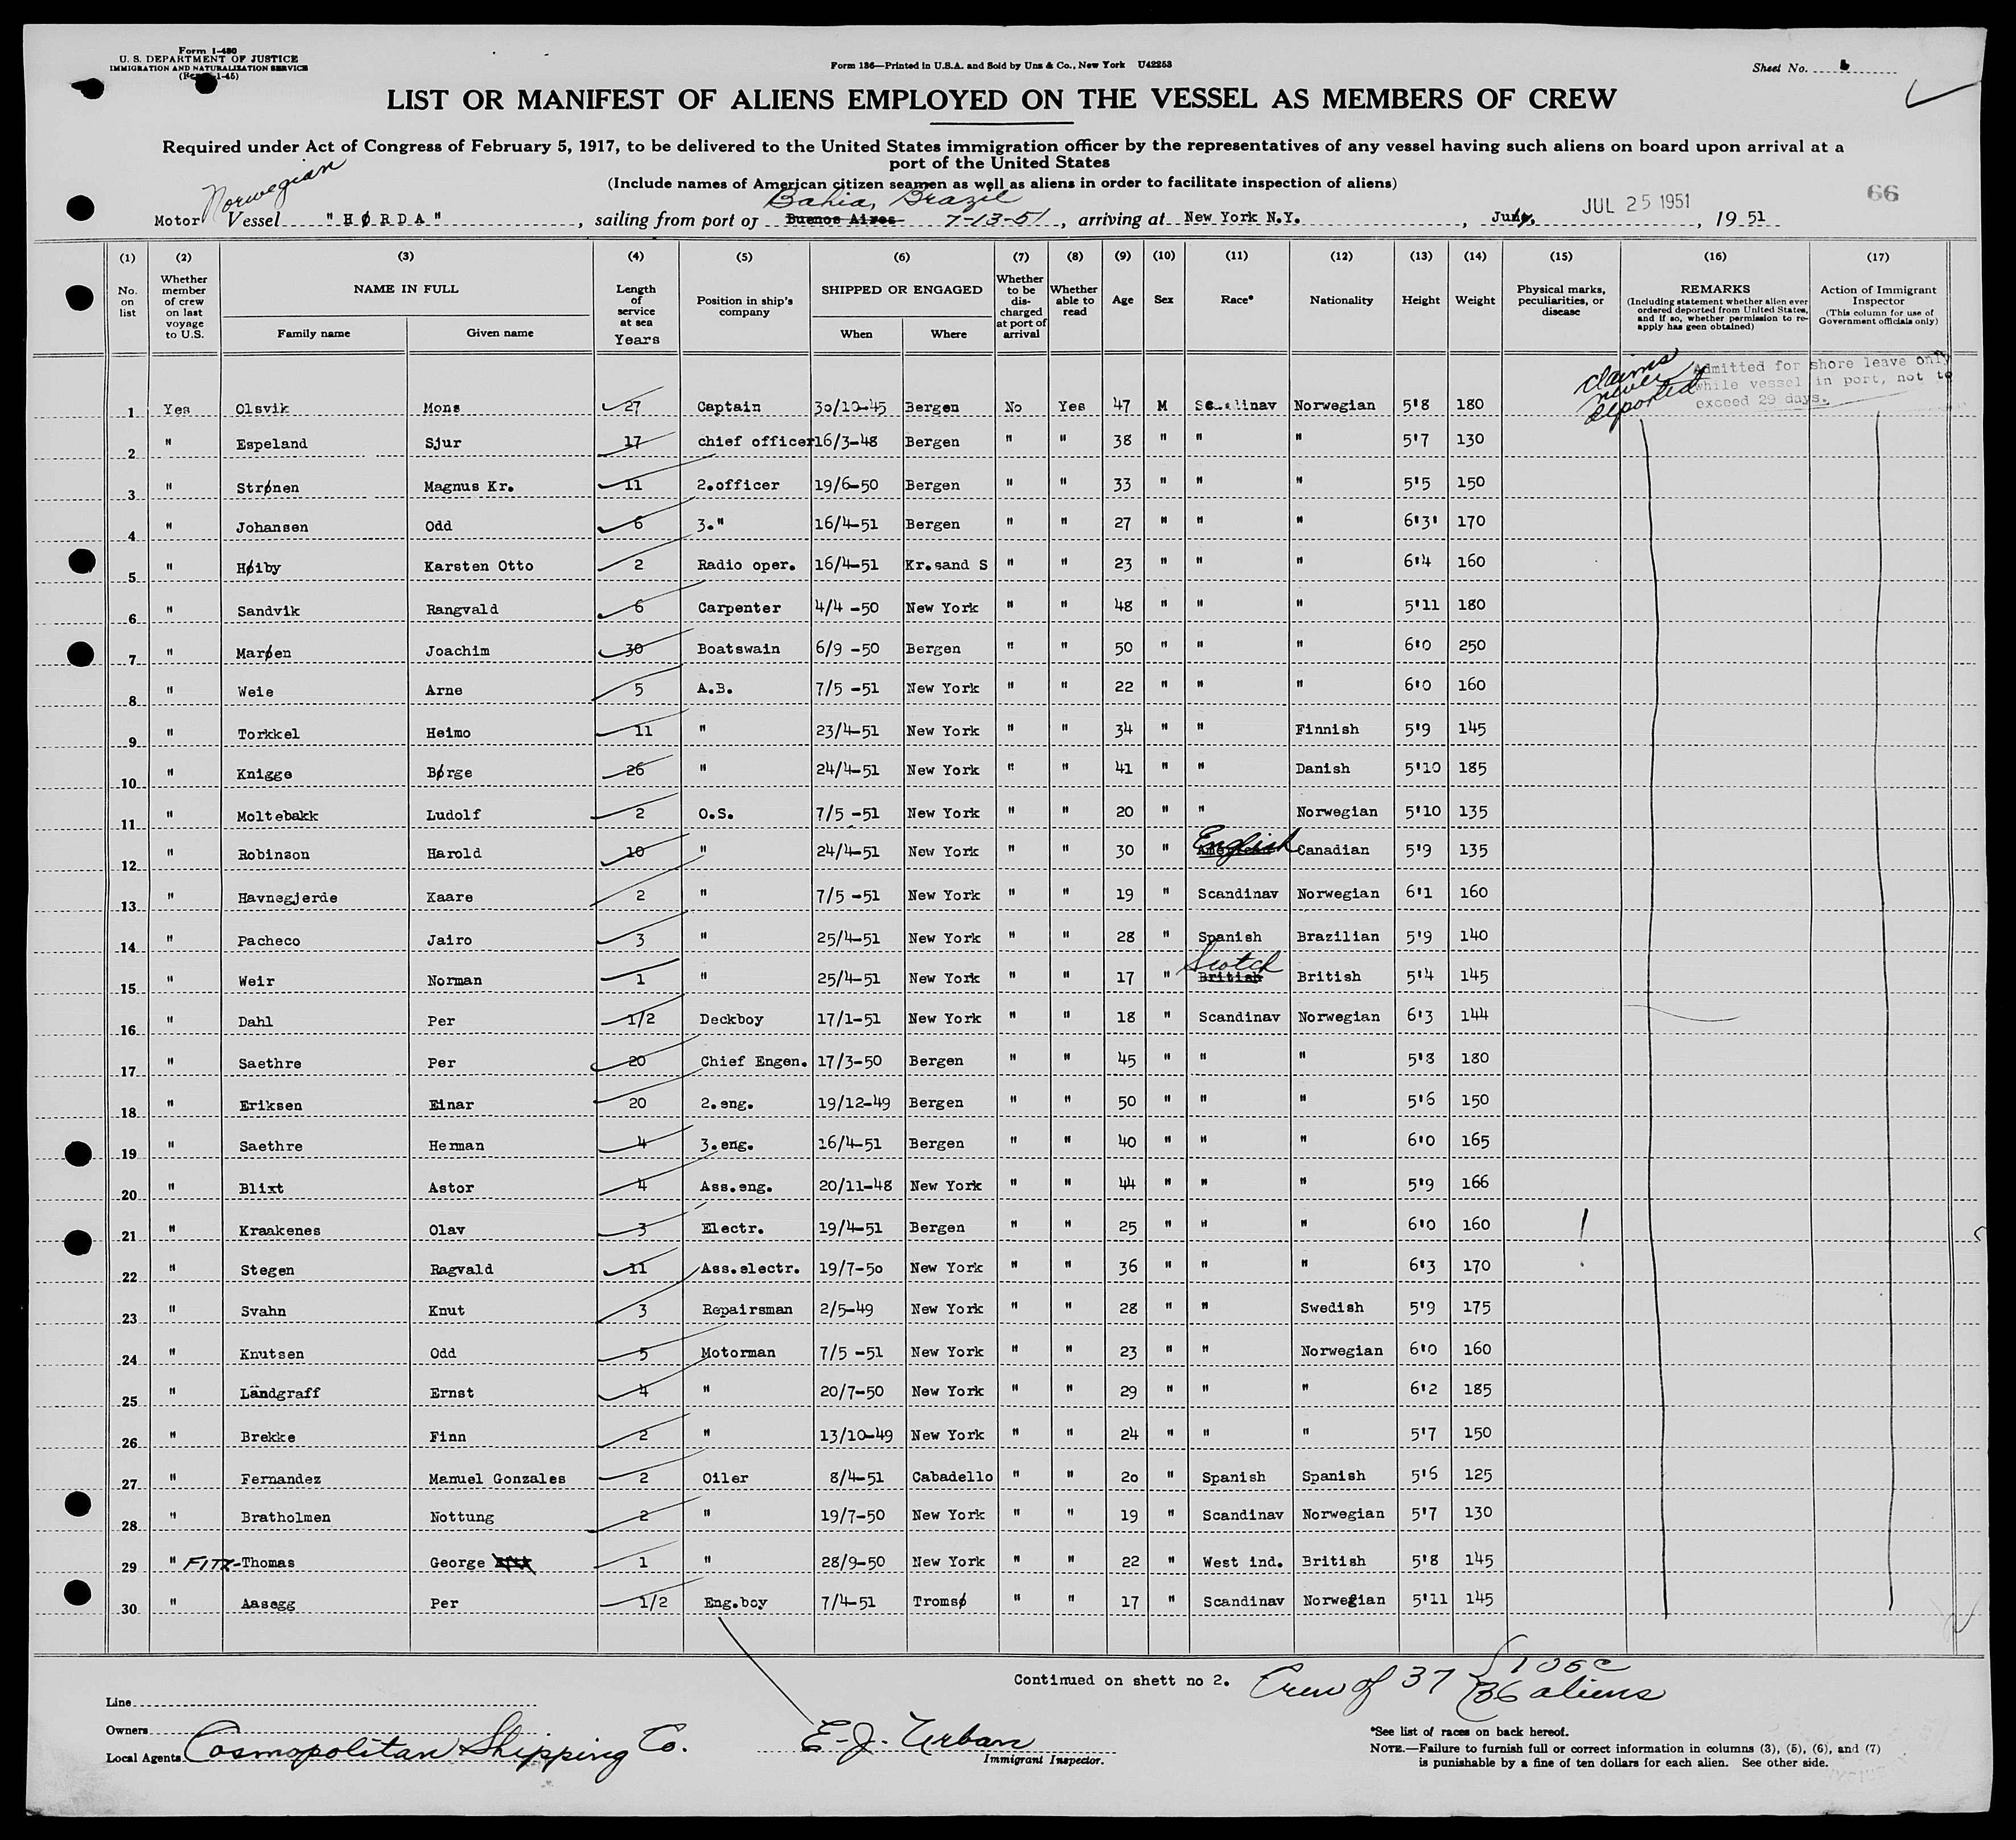 Form I-480
U. S. DEPARTMENT OF JUSTICE
IMMIGRATION AND NATURALIZATION SERVICE
Form 136—Printed in U.S.A. and Sold by Unz & Co., New York U42253
Sheet No.
LIST OR MANIFEST OF ALIENS EMPLOYED ON THE VESSEL AS MEMBERS OF CREW
Required under Act of Congress of February 5, 1917, to be delivered to the United States immigration officer by the representatives of any vessel having such aliens on board upon arrival at a
port of the United States
(Include names of American citizen seamen as well as aliens in order to facilitate inspection of aliens)
Norwegian
Bahia, Brazil
JUL 25 1951
66
Motor Vessel "HØRDA", sailing from port of Buenos Aires 7-13-51, arriving at New York N.Y., July, 1951
(1) (2) (3) (4) (5) (6) (7) (8) (9) (10) (11) (12) (13) (14) (15) (16) (17)
No. on list
Whether member of crew on last voyage to U.S.
NAME IN FULL
Family name
Given name
Length of service at sea Years
Position in ship's company
SHIPPED OR ENGAGED
When
Where
Whether to be discharged at port of arrival
Whether able to read
Age
Sex
Race*
Nationality
Height
Weight
Physical marks, peculiarities, or disease
REMARKS
(Including statement whether alien ever ordered deported from United States, and if so, whether permission to re-apply has geen obtained)
Action of Immigrant Inspector
(This column for use of Government officials only)
claims never deported
Admitted for shore leave only
while vessel in port, not to
exceed 29 days.
1 Yes Olsvik Mons 27 Captain 30/10-45 Bergen No Yes 47 M Scandinav Norwegian 5'8 180
2 " Espeland Sjur 17 chief officer 16/3-48 Bergen " " 38 " " " 5'7 130
3 " Strønen Magnus Kr. 11 2.officer 19/6-50 Bergen " " 33 " " " 5'5 150
4 " Johansen Odd 6 3." 16/4-51 Bergen " " 27 " " " 6'3' 170
5 " Høiby Karsten Otto 2 Radio oper. 16/4-51 Kr.sand S " " 23 " " " 6'4 160
6 " Sandvik Rangvald 6 Carpenter 4/4 -50 New York " " 48 " " " 5'11 180
7 " Marøen Joachim 30 Boatswain 6/9 -50 Bergen " " 50 " " " 6'0 250
8 " Weie Arne 5 A.B. 7/5 -51 New York " " 22 " " " 6'0 160
9 " Torkkel Heimo 11 " 23/4-51 New York " " 34 " " Finnish 5'9 145
10 " Knigge Børge 26 " 24/4-51 New York " " 41 " " Danish 5'10 185
11 " Moltebakk Ludolf 2 O.S. 7/5 -51 New York " " 20 " " Norwegian 5'10 135
12 " Robinson Harold 10 " 24/4-51 New York " " 30 " English Canadian 5'9 135
13 " Havnegjerde Kaare 2 " 7/5 -51 New York " " 19 " Scandinav Norwegian 6'1 160
14 " Pacheco Jairo 3 " 25/4-51 New York " " 28 " Spanish Brazilian 5'9 140
15 " Weir Norman 1 " 25/4-51 New York " " 17 " Scotch British British 5'4 145
16 " Dahl Per 1/2 Deckboy 17/1-51 New York " " 18 " Scandinav Norwegian 6'3 144
17 " Saethre Per 20 Chief Engen. 17/3-50 Bergen " " 45 " " " 5'8 180
18 " Eriksen Einar 20 2.eng. 19/12-49 Bergen " " 50 " " " 5'6 150
19 " Saethre Herman 4 3.eng. 16/4-51 Bergen " " 40 " " " 6'0 165
20 " Blixt Astor 4 Ass.eng. 20/11-48 New York " " 44 " " " 5'9 166
21 " Kraakenes Olav 3 Electr. 19/4-51 Bergen " " 25 " " " 6'0 160
22 " Stegen Ragvald 11 Ass.electr. 19/7-50 New York " " 36 " " " 6'3 170
23 " Svahn Knut 3 Repairsman 2/5-49 New York " " 28 " " Swedish 5'9 175
24 " Knutsen Odd 5 Motorman 7/5 -51 New York " " 23 " " Norwegian 6'0 160
25 " Ländgraff Ernst 4 " 20/7-50 New York " " 29 " " " 6'2 185
26 " Brekke Finn 2 " 13/10-49 New York " " 24 " " " 5'7 150
27 " Fernandez Manuel Gonzales 2 Oiler 8/4-51 Cabadello " " 20 " Spanish Spanish 5'6 125
28 " Bratholmen Nottung 2 " 19/7-50 New York " " 19 " Scandinav Norwegian 5'7 130
29 " FITZ-Thomas George 1 " 28/9-50 New York " " 22 " West ind. British 5'8 145
30 " Aasegg Per 1/2 Eng.boy 7/4-51 Tromsø " " 17 " Scandinav Norwegian 5'11 145
Continued on shett no 2.
Crew of 37 { 1 USC
36 aliens
Line
Owners
Local Agents Cosmopolitan Shipping Co.
E. J. Urban
Immigrant Inspector.
*See list of races on back hereof.
NOTE.—Failure to furnish full or correct information in columns (3), (5), (6), and (7)
is punishable by a fine of ten dollars for each alien. See other side.